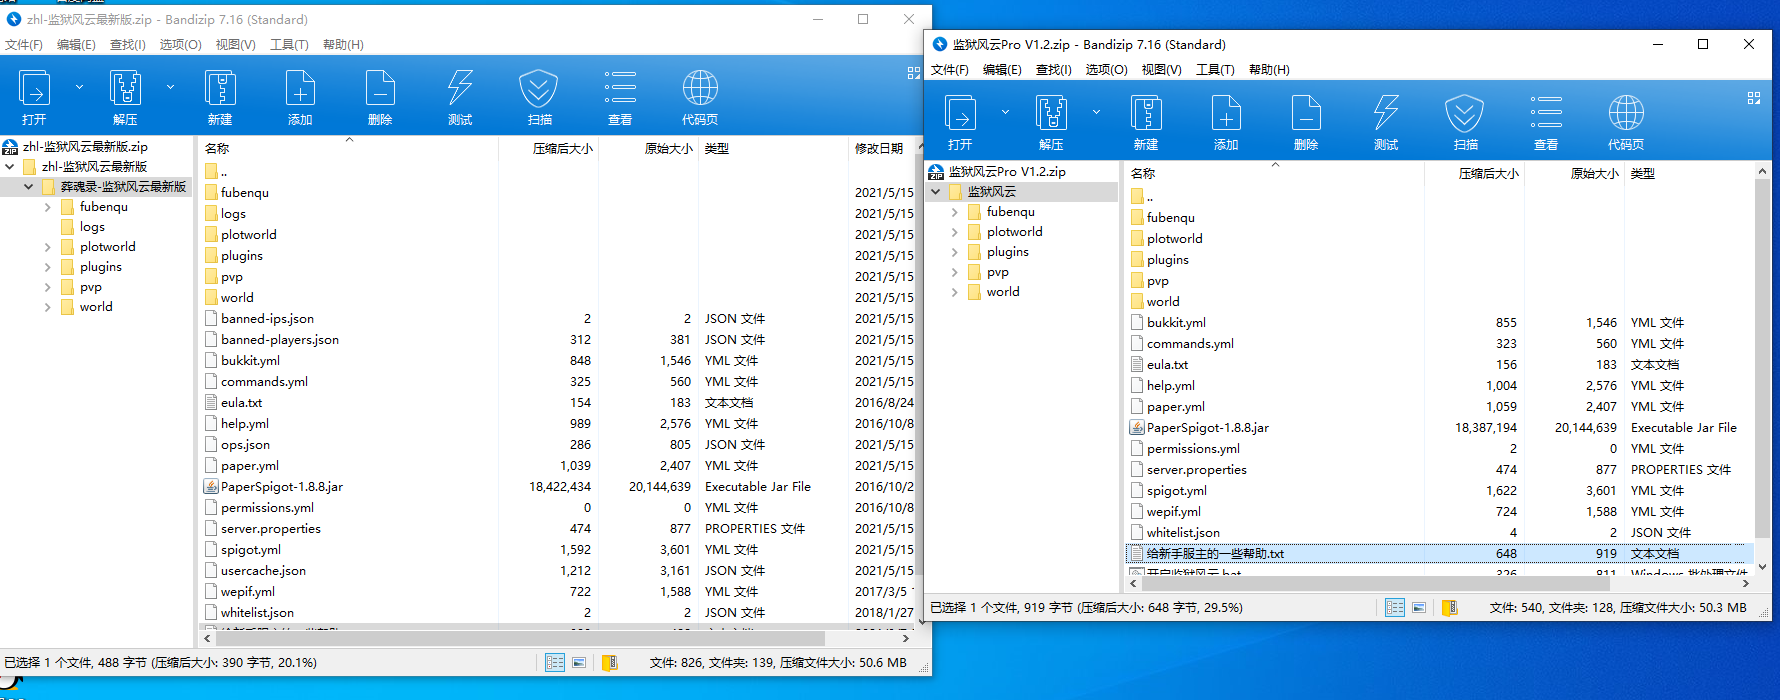 zhl-监狱风云最新版.zip - Bandizip 7.16 (Standard)
文件(F) 编辑(E) 查找(I) 选项(O) 视图(V) 工具(T) 帮助(H)
打开 解压 新建 添加 删除 测试 扫描 查看 代码页
zhl-监狱风云最新版.zip
zhl-监狱风云最新版
葬魂录-监狱风云最新版
fubenqu
logs
plotworld
plugins
pvp
world
名称 压缩后大小 原始大小 类型 修改日期
..
fubenqu 2021/5/15
logs 2021/5/15
plotworld 2021/5/15
plugins 2021/5/15
pvp 2021/5/15
world 2021/5/15
banned-ips.json 2 2 JSON 文件 2021/5/15
banned-players.json 312 381 JSON 文件 2021/5/15
bukkit.yml 848 1,546 YML 文件 2021/5/15
commands.yml 325 560 YML 文件 2021/5/15
eula.txt 154 183 文本文档 2016/8/24
help.yml 989 2,576 YML 文件 2016/10/8
ops.json 286 805 JSON 文件 2021/5/15
paper.yml 1,039 2,407 YML 文件 2021/5/15
PaperSpigot-1.8.8.jar 18,422,434 20,144,639 Executable Jar File 2016/10/2
permissions.yml 0 0 YML 文件 2016/10/8
server.properties 474 877 PROPERTIES 文件 2021/5/15
spigot.yml 1,592 3,601 YML 文件 2021/5/15
usercache.json 1,212 3,161 JSON 文件 2021/5/15
wepif.yml 722 1,588 YML 文件 2017/3/5
whitelist.json 2 2 JSON 文件 2018/1/27
已选择 1 个文件, 488 字节 (压缩后大小: 390 字节, 20.1%) 文件: 826, 文件夹: 139, 压缩文件大小: 50.6 MB
监狱风云Pro V1.2.zip - Bandizip 7.16 (Standard)
文件(F) 编辑(E) 查找(I) 选项(O) 视图(V) 工具(T) 帮助(H)
打开 解压 新建 添加 删除 测试 扫描 查看 代码页
监狱风云Pro V1.2.zip
监狱风云
fubenqu
plotworld
plugins
pvp
world
名称 压缩后大小 原始大小 类型
..
fubenqu
plotworld
plugins
pvp
world
bukkit.yml 855 1,546 YML 文件
commands.yml 323 560 YML 文件
eula.txt 156 183 文本文档
help.yml 1,004 2,576 YML 文件
paper.yml 1,059 2,407 YML 文件
PaperSpigot-1.8.8.jar 18,387,194 20,144,639 Executable Jar File
permissions.yml 2 0 YML 文件
server.properties 474 877 PROPERTIES 文件
spigot.yml 1,622 3,601 YML 文件
wepif.yml 724 1,588 YML 文件
whitelist.json 4 2 JSON 文件
给新手服主的一些帮助.txt 648 919 文本文档
开启监狱风云.bat 326 811 Windows 批处理文件
已选择 1 个文件, 919 字节 (压缩后大小: 648 字节, 29.5%) 文件: 540, 文件夹: 128, 压缩文件大小: 50.3 MB